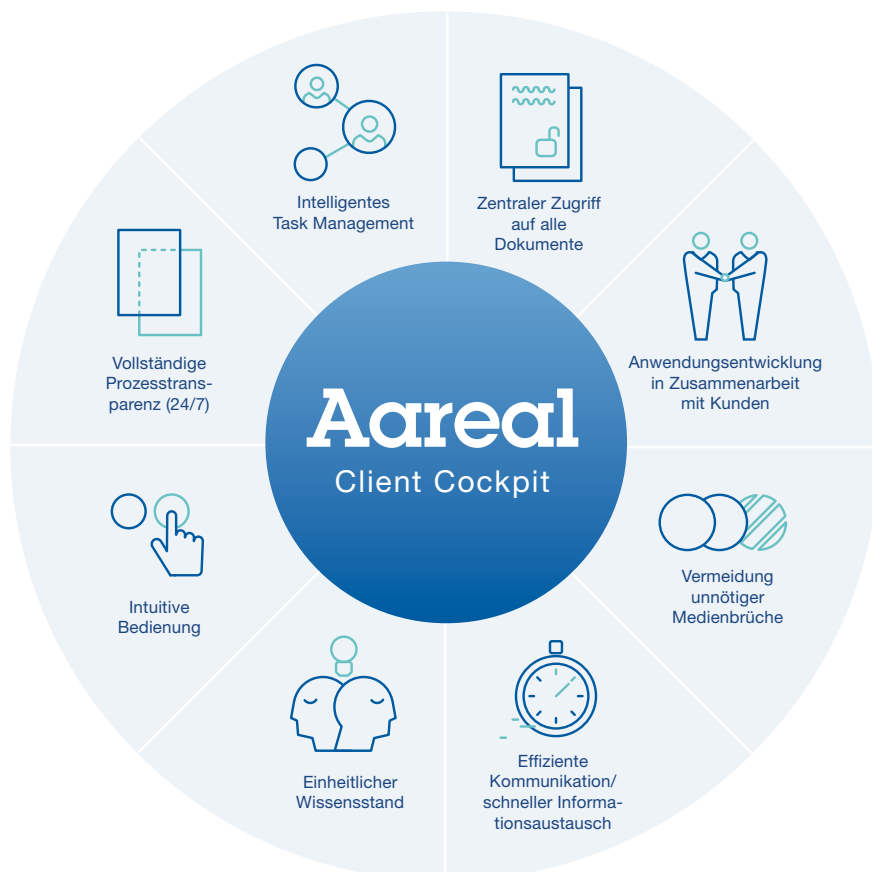 Intelligentes
Task Management
Zentraler Zugriff
auf alle
Dokumente
Anwendungsentwicklung
in Zusammenarbeit
mit Kunden
Vermeidung
unnötiger
Medienbrüche
Effiziente
Kommunikation/
schneller Informa-
tionsaustausch
Einheitlicher
Wissensstand
Intuitive
Bedienung
Vollständige
Prozesstrans-
parenz (24/7)
Aareal
Client Cockpit